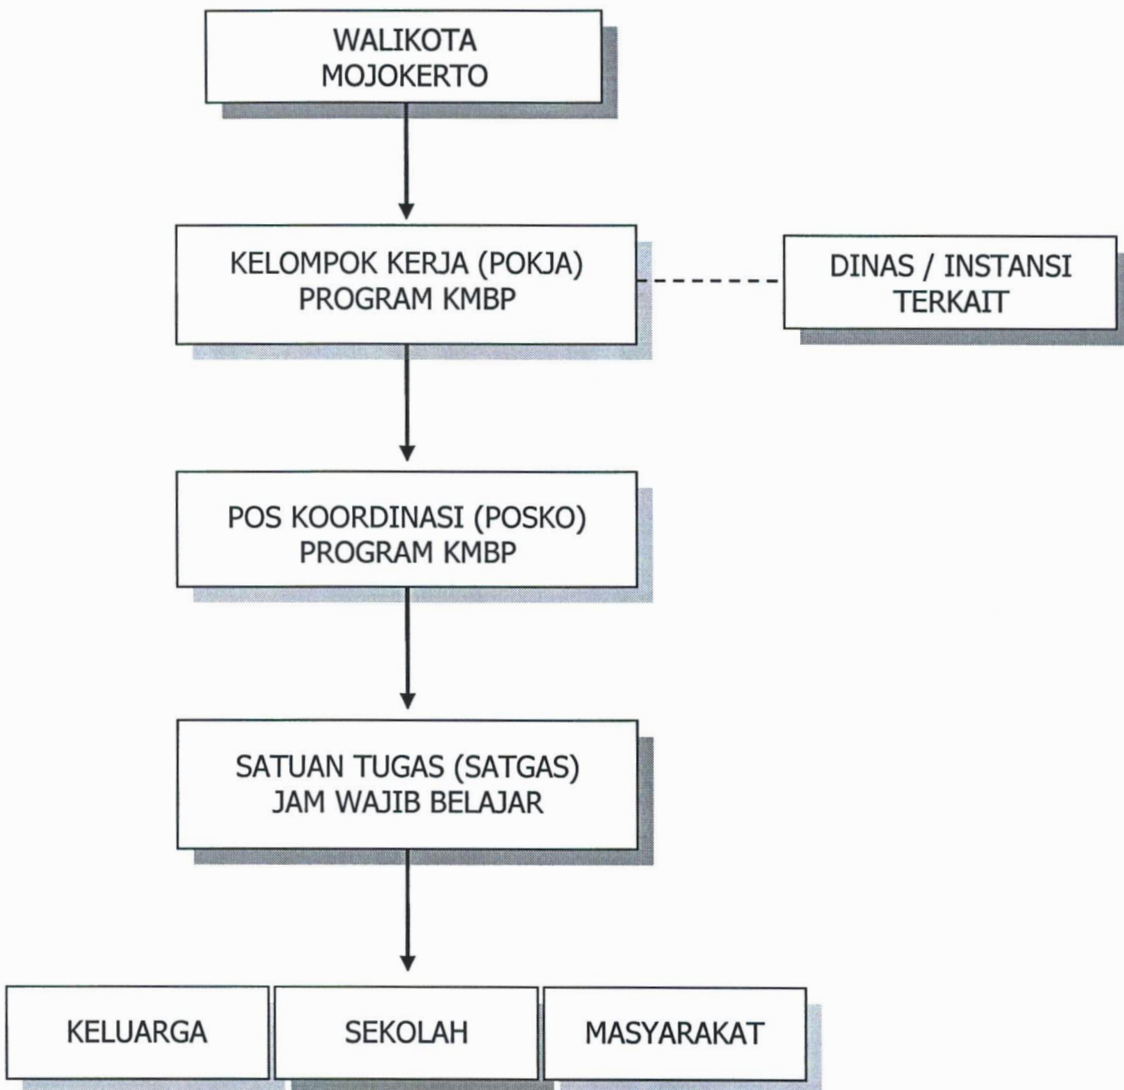 WALIKOTA
MOJOKERTO
KELOMPOK KERJA (POKJA)
PROGRAM KMBP
DINAS / INSTANSI
TERKAIT
POS KOORDINASI (POSKO)
PROGRAM KMBP
SATUAN TUGAS (SATGAS)
JAM WAJIB BELAJAR
KELUARGA
SEKOLAH
MASYARAKAT